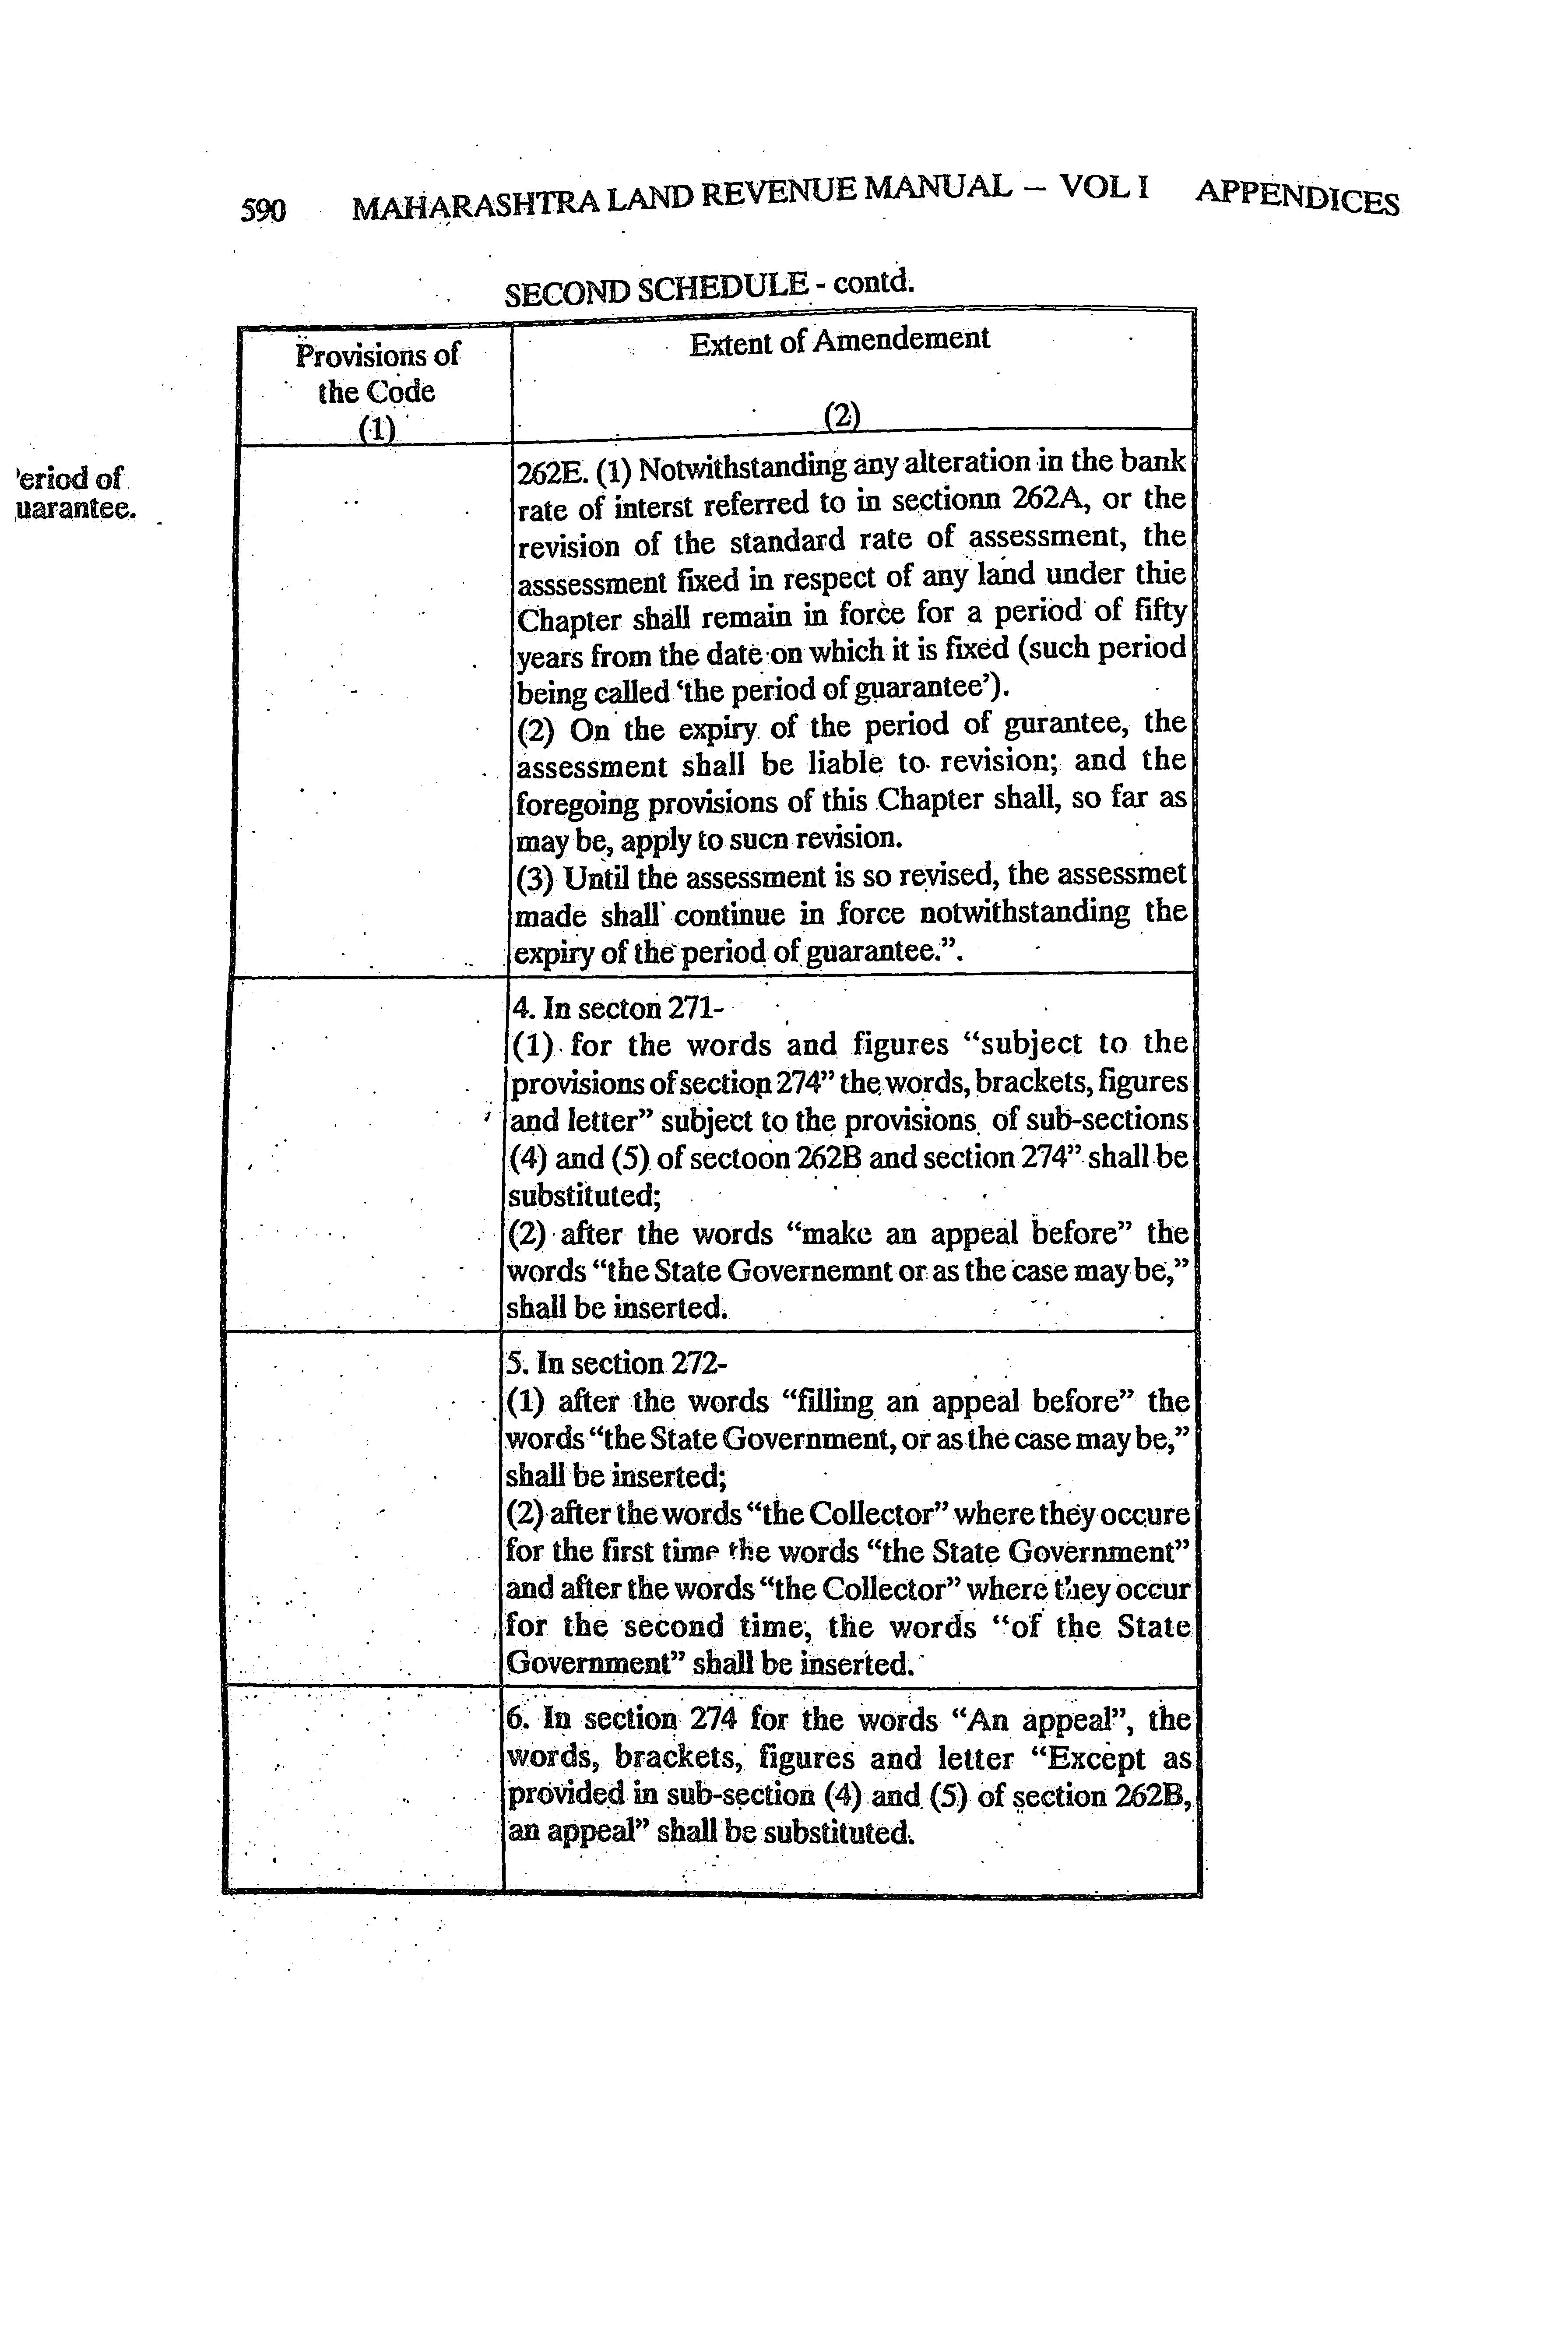 590 MAHARASHTRA LAND REVENUE MANUAL – VOL I APPENDICES
SECOND SCHEDULE - contd.
Provisions of
the Code
(1)
Extent of Amendement
(2)
'eriod of
uarantee.
262E. (1) Notwithstanding any alteration in the bank
rate of interst referred to in sectionn 262A, or the
revision of the standard rate of assessment, the
asssessment fixed in respect of any land under thie
Chapter shall remain in force for a period of fifty
years from the date on which it is fixed (such period
being called ‘the period of guarantee’).
(2) On the expiry of the period of gurantee, the
assessment shall be liable to revision; and the
foregoing provisions of this Chapter shall, so far as
may be, apply to sucn revision.
(3) Until the assessment is so revised, the assessmet
made shall continue in force notwithstanding the
expiry of the period of guarantee.”.
4. In secton 271-
(1) for the words and figures “subject to the
provisions of section 274” the words, brackets, figures
and letter” subject to the provisions of sub-sections
(4) and (5) of sectoon 262B and section 274” shall be
substituted;
(2) after the words “make an appeal before” the
words “the State Governemnt or as the case may be,”
shall be inserted.
5. In section 272-
(1) after the words “filling an appeal before” the
words “the State Government, or as the case may be,”
shall be inserted;
(2) after the words “the Collector” where they occure
for the first time the words “the State Government”
and after the words “the Collector” where they occur
for the second time, the words “of the State
Government” shall be inserted.
6. In section 274 for the words “An appeal”, the
words, brackets, figures and letter “Except as
provided in sub-section (4) and (5) of section 262B,
an appeal” shall be substituted.